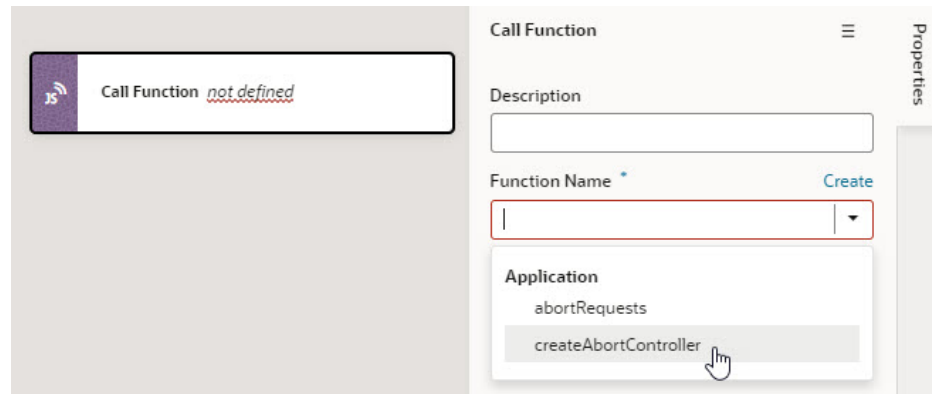 Call Function
☰
Properties
JS
Call Function not defined
Description
Function Name *
Create
Application
abortRequests
createAbortController